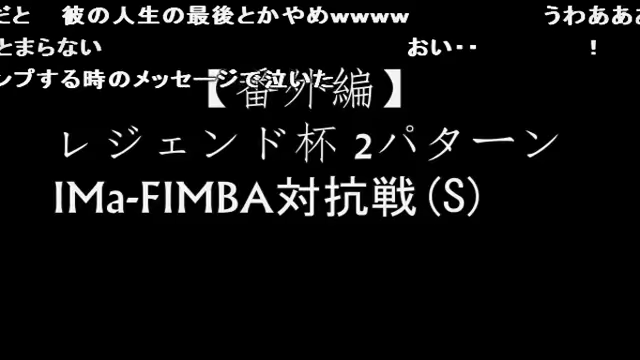 だと 彼の人生の最後とかやめwwww うわあああ
とまらない おい・・ !
ンプする時のメッセージで泣いた
【番外編】
レジェンド杯 2パターン
IMa-FIMBA対抗戦(S)